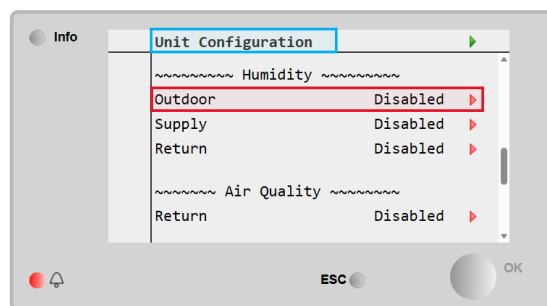 Info
Unit Configuration
~~~~~~~~~ Humidity ~~~~~~~~~
Outdoor Disabled
Supply Disabled
Return Disabled
~~~~~~~ Air Quality ~~~~~~~~
Return Disabled
ESC
OK